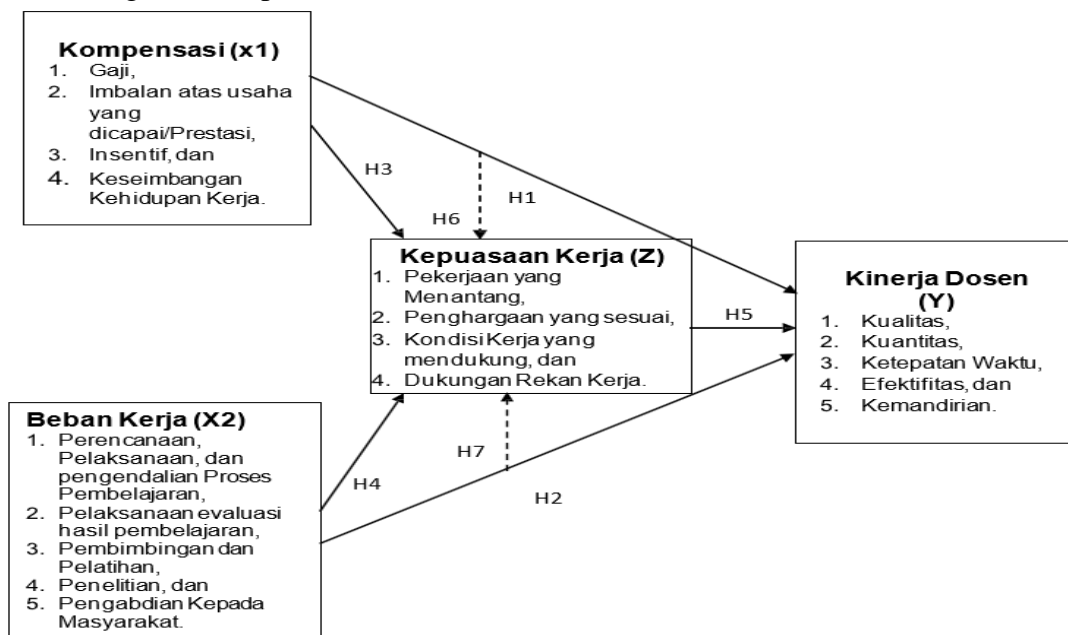 Kompensasi (x1)
1. Gaji,
2. Imbalan atas usaha
yang
dicapai/Prestasi,
3. Insentif, dan
4. Keseimbangan
Kehidupan Kerja.
H3
H1
H6
Kepuasaan Kerja (Z)
1. Pekerjaan yang
Menantang,
2. Penghargaan yang sesuai,
3. Kondisi Kerja yang
mendukung, dan
4. Dukungan Rekan Kerja.
H5
Kinerja Dosen
(Y)
1. Kualitas,
2. Kuantitas,
3. Ketepatan Waktu,
4. Efektifitas, dan
5. Kemandirian.
Beban Kerja (X2)
1. Perencanaan,
Pelaksanaan, dan
pengendalian Proses
Pembelajaran,
2. Pelaksanaan evaluasi
hasil pembelajaran,
3. Pembimbingan dan
Pelatihan,
4. Penelitian, dan
5. Pengabdian Kepada
Masyarakat.
H4
H7
H2